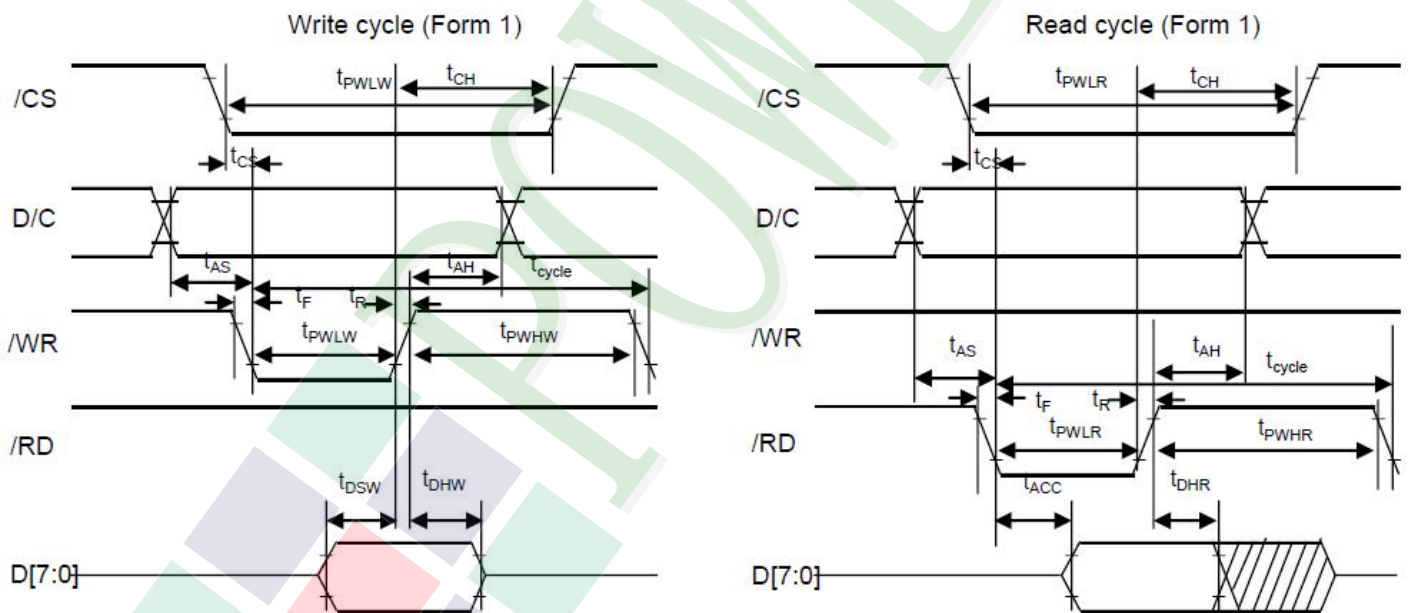 Write cycle (Form 1)
/CS
tPWLW
tCH
tCS
D/C
tAS
tAH
tcycle
tF
tR
/WR
tPWLW
tPWHW
/RD
tDSW
tDHW
D[7:0]
Read cycle (Form 1)
/CS
tPWLR
tCH
tCS
D/C
/WR
tAS
tAH
tcycle
tF
tR
/RD
tPWLR
tPWHR
tACC
tDHR
D[7:0]